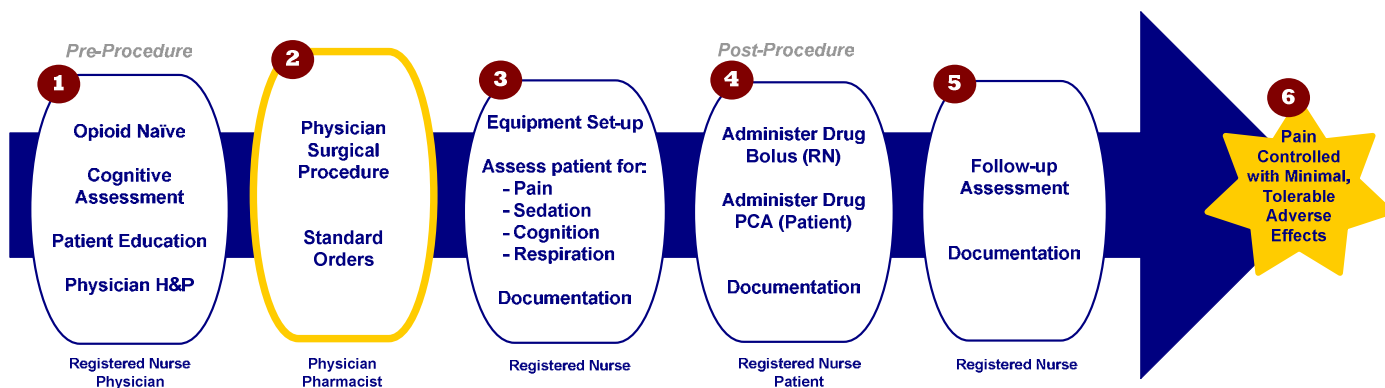 Pre-Procedure
1
Opioid Naïve
Cognitive
Assessment
Patient Education
Physician H&P
Registered Nurse
Physician
2
Physician
Surgical
Procedure
Standard
Orders
Physician
Pharmacist
3
Equipment Set-up
Assess patient for:
- Pain
- Sedation
- Cognition
- Respiration
Documentation
Registered Nurse
Post-Procedure
4
Administer Drug
Bolus (RN)
Administer Drug
PCA (Patient)
Documentation
Registered Nurse
Patient
5
Follow-up
Assessment
Documentation
Registered Nurse
6
Pain
Controlled
with Minimal,
Tolerable
Adverse
Effects